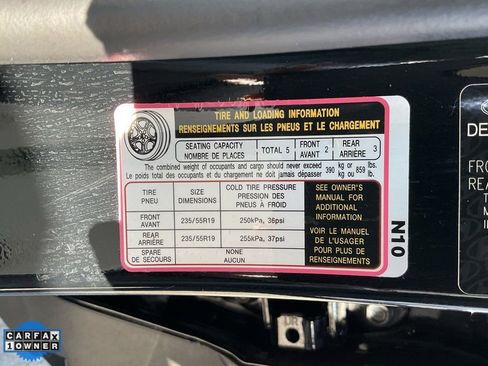 TIRE AND LOADING INFORMATION
RENSEIGNEMENTS SUR LES PNEUS ET LE CHARGEMENT
SEATING CAPACITY
NOMBRE DE PLACES
TOTAL 5
FRONT
AVANT
2
REAR
ARRIÈRE
3
The combined weight of occupants and cargo should never exceed
Le poids total des occupants et du chargement ne doit jamais dépasser
390
kg or
kg ou
859
lbs.
lb.
TIRE
PNEU
SIZE
DIMENSIONS
COLD TIRE PRESSURE
PRESSION DES
PNEUS À FROID
SEE OWNER'S
MANUAL FOR
ADDITIONAL
INFORMATION
FRONT
AVANT
235/55R19
250kPa, 36psi
REAR
ARRIÈRE
235/55R19
255kPa, 37psi
VOIR LE MANUEL
DE L'USAGER
POUR PLUS DE
RENSEIGNEMENTS
SPARE
DE SECOURS
NONE
AUCUN
N10
DE
FRO
REA
CARFAX
1 OWNER